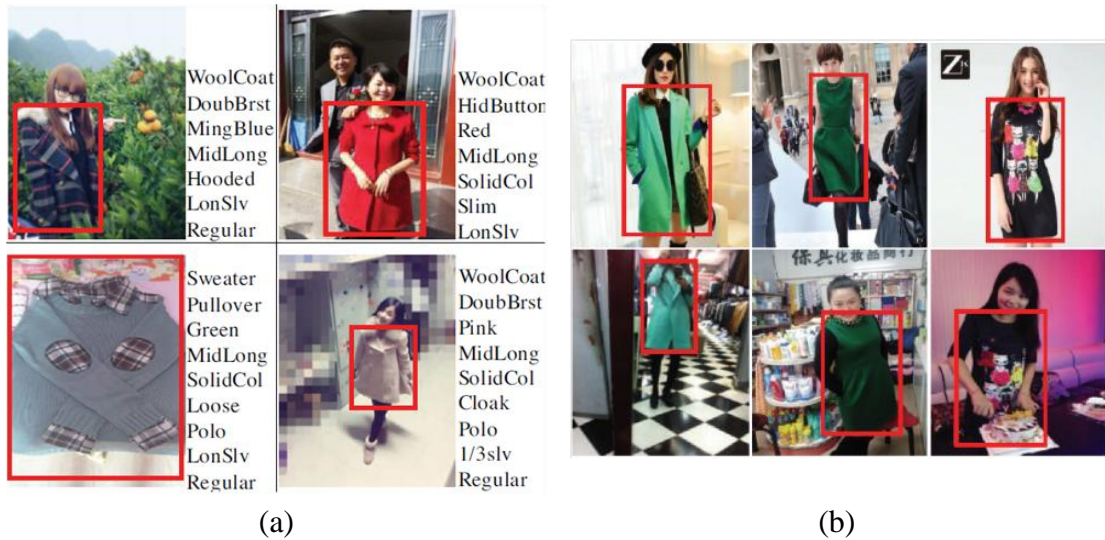 WoolCoat
DoubBrst
MingBlue
MidLong
Hooded
LonSlv
Regular
WoolCoat
HidButton
Red
MidLong
SolidCol
Slim
LonSlv
Sweater
Pullover
Green
MidLong
SolidCol
Loose
Polo
LonSlv
Regular
WoolCoat
DoubBrst
Pink
MidLong
SolidCol
Cloak
Polo
1/3slv
Regular
(a)
Z
(b)